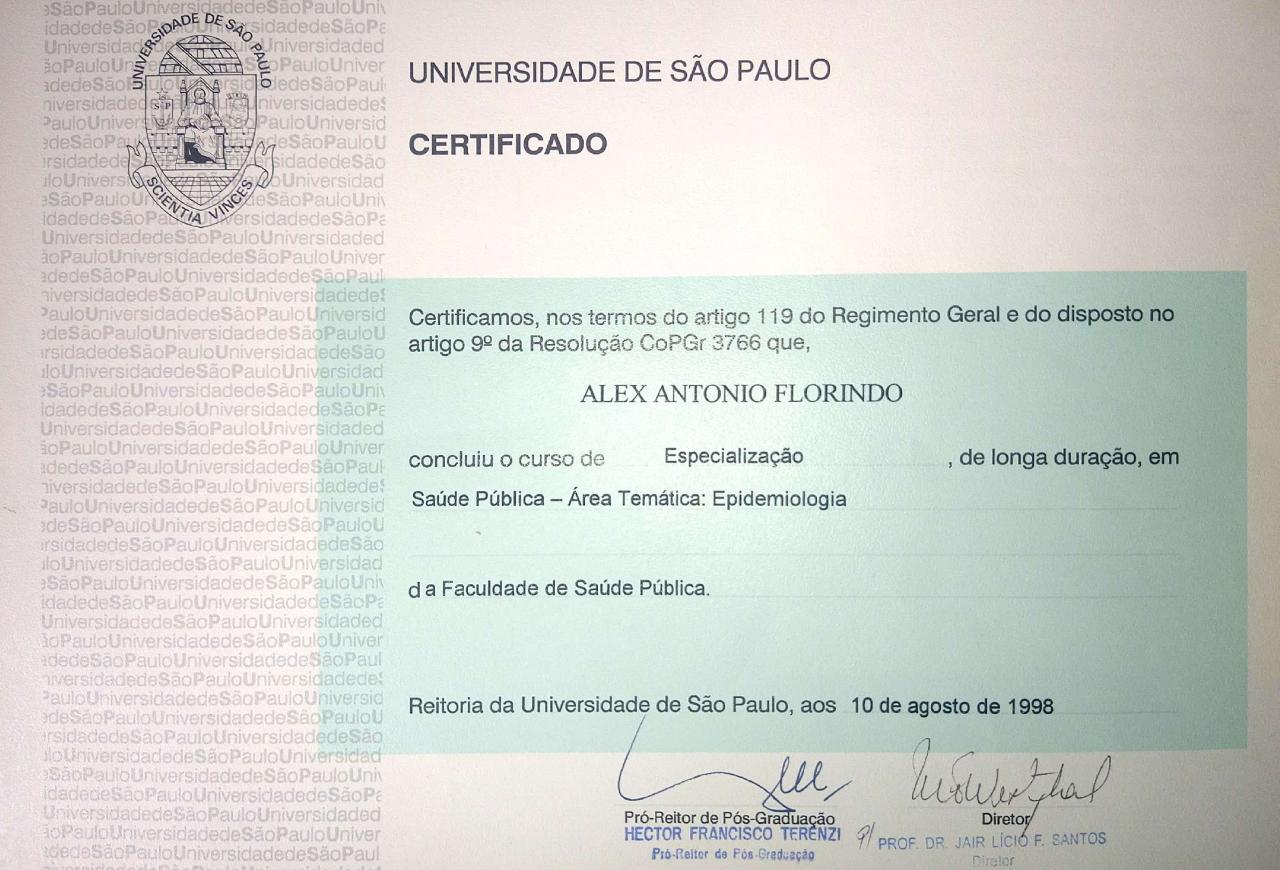 UNIVERSIDADE DE SÃO PAULO
SCIENTIA VINCES
UNIVERSIDADE DE SÃO PAULO
CERTIFICADO
Certificamos, nos termos do artigo 119 do Regimento Geral e do disposto no
artigo 9º da Resolução CoPGr 3766 que,
ALEX ANTONIO FLORINDO
concluiu o curso de Especialização , de longa duração, em
Saúde Pública – Área Temática: Epidemiologia
d a Faculdade de Saúde Pública.
Reitoria da Universidade de São Paulo, aos 10 de agosto de 1998
Pró-Reitor de Pós-Graduação
HECTOR FRANCISCO TERENZI
Pró-Reitor de Pós-Graduação
Diretor
P/ PROF. DR. JAIR LÍCIO F. SANTOS
Diretor